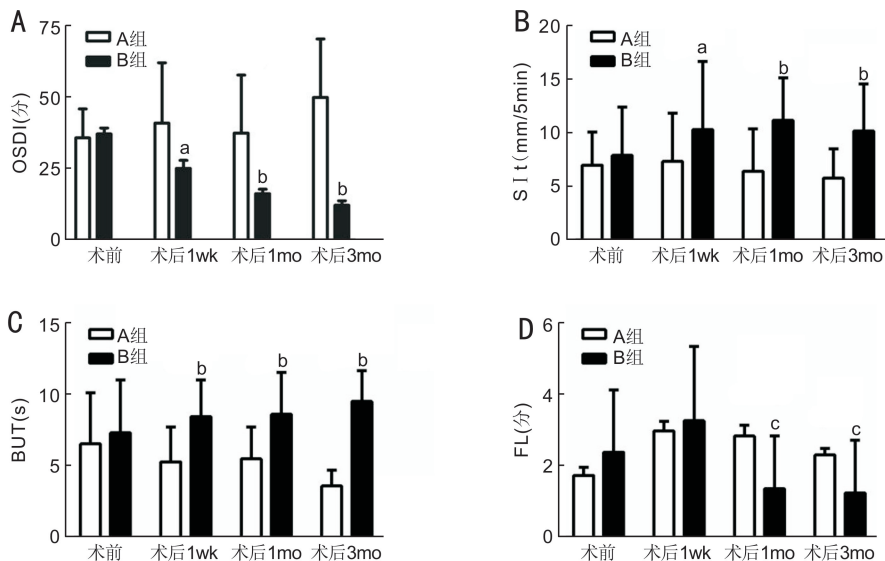 A
OSDI(分)
75
50
25
0
A组
B组
a
b
b
术前
术后1wk
术后1mo
术后3mo
B
SⅠt(mm/5min)
20
15
10
5
0
A组
B组
a
b
b
术前
术后1wk
术后1mo
术后3mo
C
BUT(s)
15
10
5
0
A组
B组
b
b
b
术前
术后1wk
术后1mo
术后3mo
D
FL(分)
6
4
2
0
A组
B组
c
c
术前
术后1wk
术后1mo
术后3mo